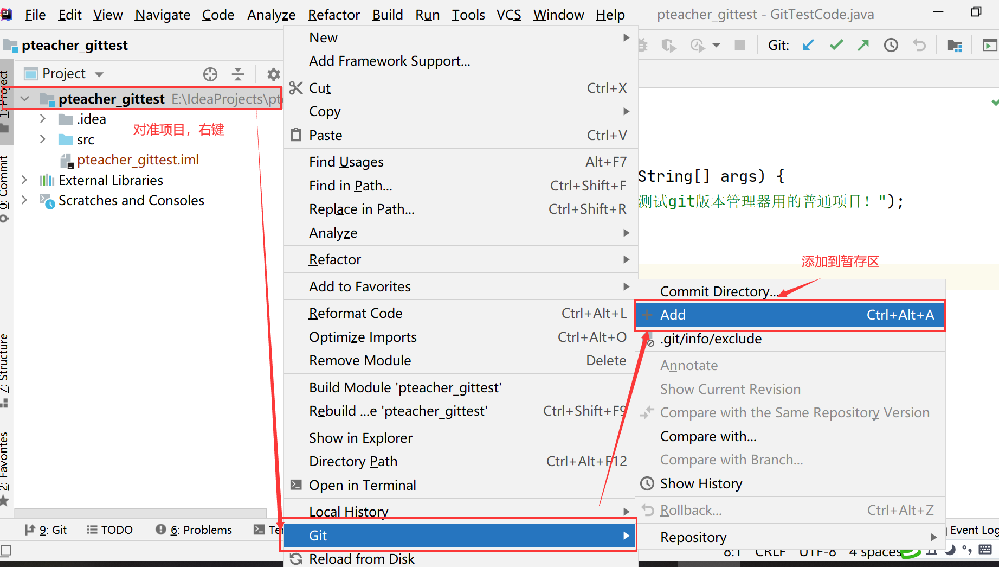 File Edit View Navigate Code Analyze Refactor Build Run Tools VCS Window Help pteacher_gittest - GitTestCode.java
pteacher_gittest
Git:
Project
1: Project
pteacher_gittest E:\IdeaProjects\pte
.idea
src
pteacher_gittest.iml
External Libraries
Scratches and Consoles
对准项目，右键
0: Commit
7: Structure
2: Favorites
New
Add Framework Support...
Cut Ctrl+X
Copy
Paste Ctrl+V
Find Usages Alt+F7
Find in Path... Ctrl+Shift+F
Replace in Path... Ctrl+Shift+R
Analyze
Refactor
Add to Favorites
Reformat Code Ctrl+Alt+L
Optimize Imports Ctrl+Alt+O
Remove Module Delete
Build Module 'pteacher_gittest'
Rebuild ...e 'pteacher_gittest' Ctrl+Shift+F9
Show in Explorer
Directory Path Ctrl+Alt+F12
Open in Terminal
Local History
Git
Reload from Disk
String[] args) {
测试git版本管理器用的普通项目！");
添加到暂存区
Commit Directory...
Add Ctrl+Alt+A
.git/info/exclude
Annotate
Show Current Revision
Compare with the Same Repository Version
Compare with...
Compare with Branch...
Show History
Rollback... Ctrl+Alt+Z
Repository
9: Git TODO 6: Problems Te Event Log
8:1 CRLF UTF-8 4 spaces